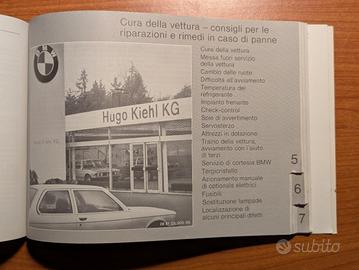 Cura della vettura – consigli per le
riparazioni e rimedi in caso di panne
Cura della vettura
Messa fuori servizio
della vettura
Cambio delle ruote
Difficoltà all'avviamento
Temperatura del
refrigerante
Impianto frenante
Check-control
Spie di avvertimento
Servosterzo
Attrezzi in dotazione
Traino della vettura,
avviamento con l'aiuto
di terzi
Servizio di cortesia BMW
Tergicristallo
Azionamento manuale
di optionals elettrici
Fusibili
Sostituzione lampade
Localizzazione di
alcuni principali difetti
BMW
Hugo Kiehl KG
5
6
7
subito